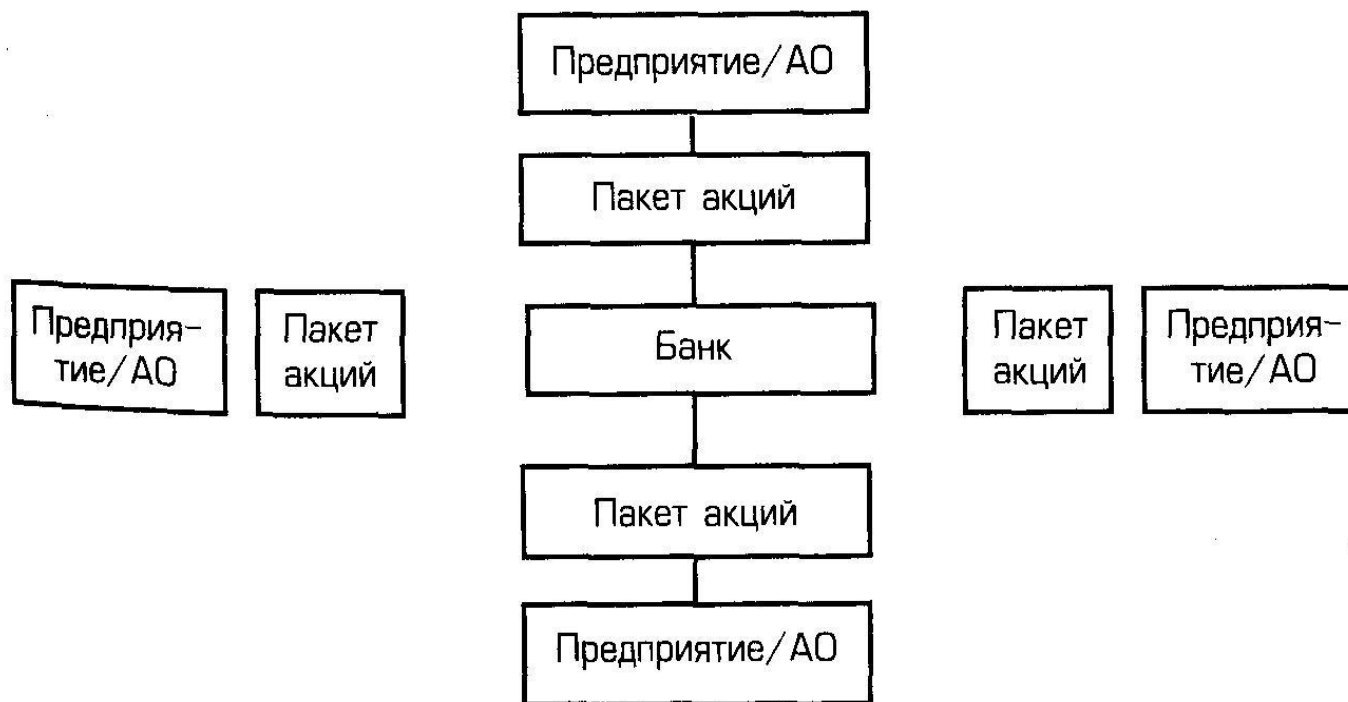 Предприятие/АО
Пакет акций
Предприя-
тие/АО
Пакет
акций
Банк
Пакет
акций
Предприя-
тие/АО
Пакет акций
Предприятие/АО